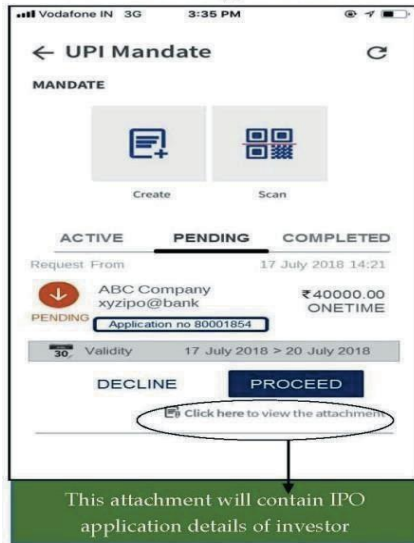 Vodafone IN 3G 3:35 PM
UPI Mandate
MANDATE
Create Scan
ACTIVE PENDING COMPLETED
Request From 17 July 2018 14:21
ABC Company ₹40000.00
xyzipo@bank ONETIME
PENDING
Application no 80001854
30 Validity 17 July 2018 > 20 July 2018
DECLINE PROCEED
Click here to view the attachment
This attachment will contain IPO
application details of investor